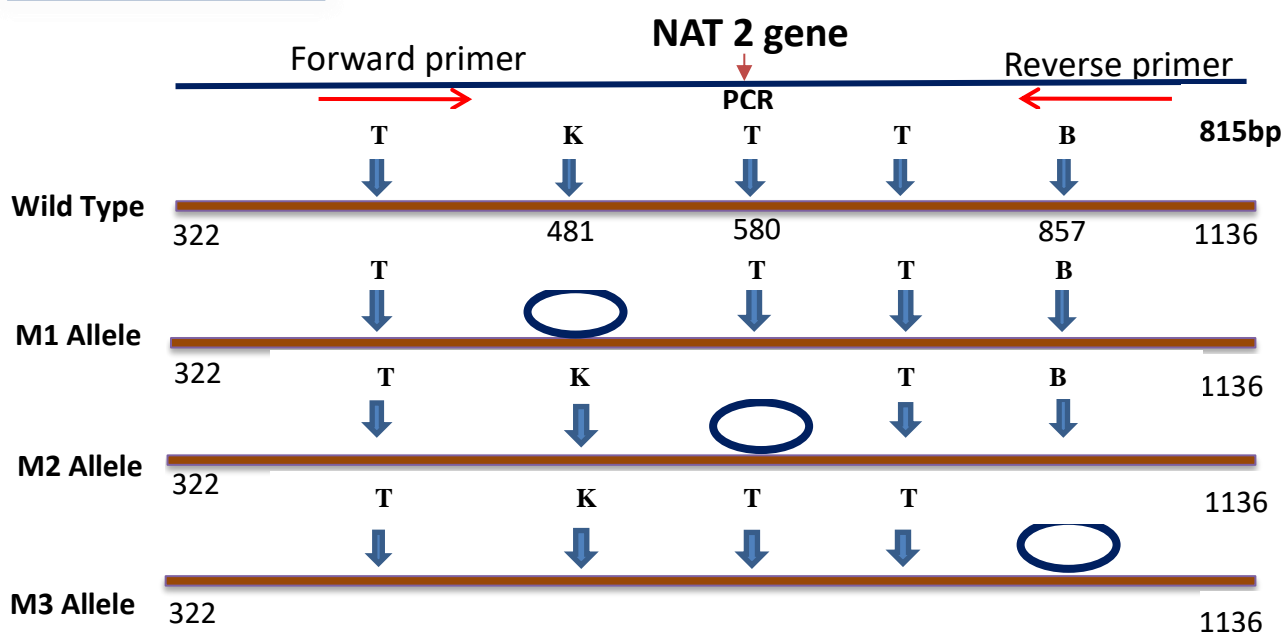 NAT 2 gene
Forward primer
Reverse primer
PCR
T K T T B 815bp
Wild Type
322 481 580 857 1136
T T T B
M1 Allele
322 1136
T K T B
M2 Allele
322 1136
T K T T
M3 Allele
322 1136